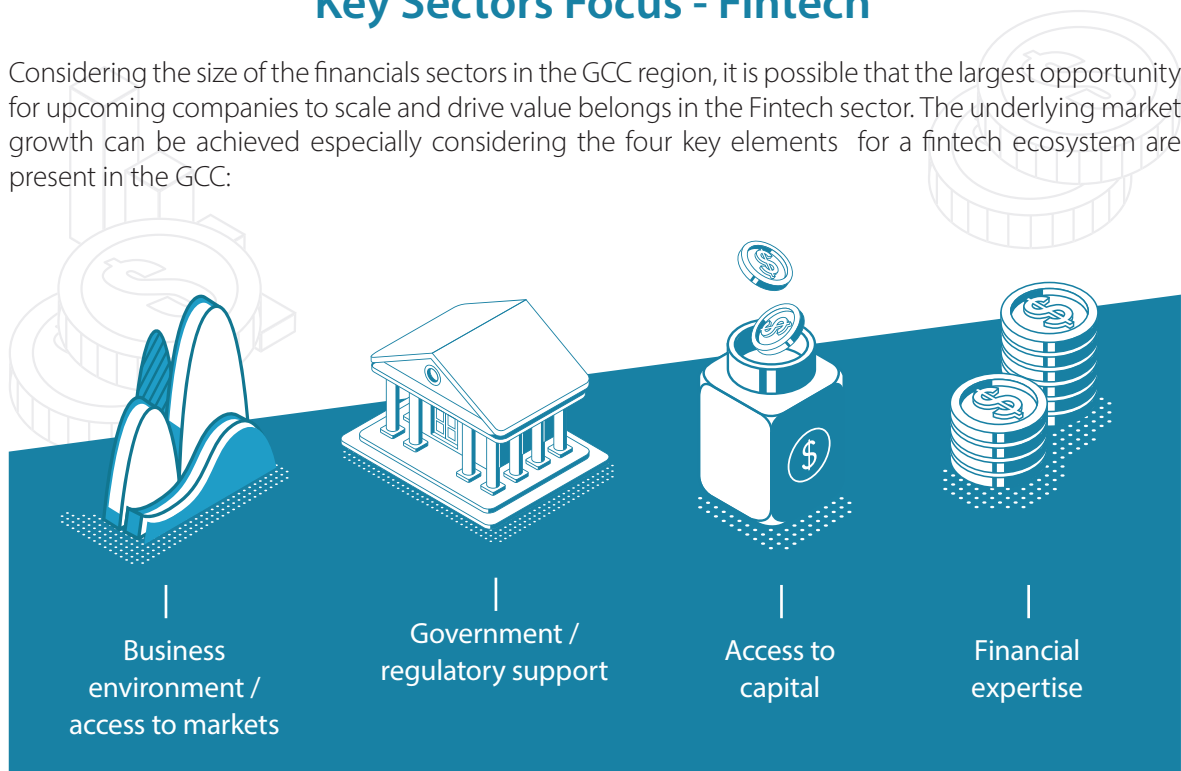 Key Sectors Focus - Fintech
Considering the size of the financials sectors in the GCC region, it is possible that the largest opportunity
for upcoming companies to scale and drive value belongs in the Fintech sector. The underlying market
growth can be achieved especially considering the four key elements for a fintech ecosystem are
present in the GCC:
Business
environment /
access to markets
Government /
regulatory support
Access to
capital
Financial
expertise